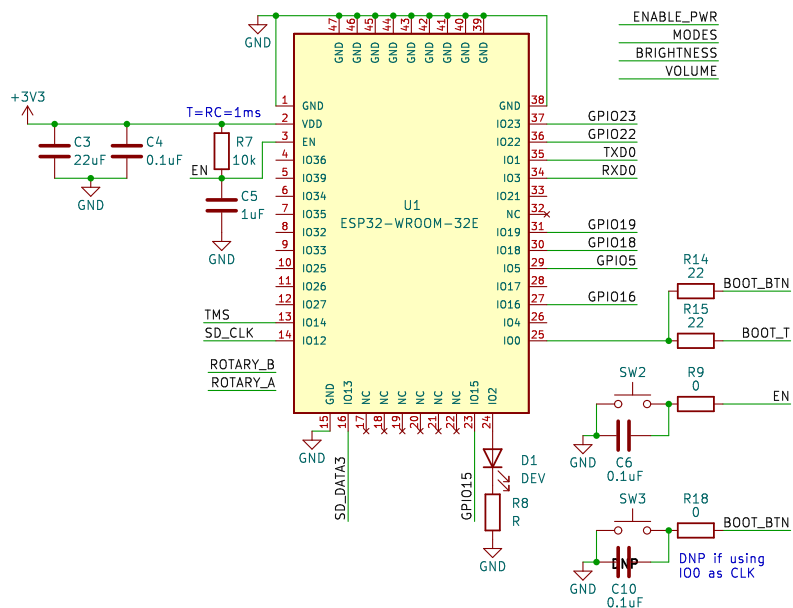 ENABLE_PWR
MODES
BRIGHTNESS
VOLUME
GND
47 46 45 44 43 42 41 40 39
GND GND GND GND GND GND GND GND GND
+3V3
T=RC=1ms
C3
22uF
C4
0.1uF
R7
10k
EN
C5
1uF
GND
GND
1 GND
2 VDD
3 EN
4 IO36
5 IO39
6 IO34
7 IO35
8 IO32
9 IO33
10 IO25
11 IO26
12 IO27
TMS 13 IO14
SD_CLK 14 IO12
ROTARY_B
ROTARY_A
U1
ESP32-WROOM-32E
GND 38
IO23 37 GPIO23
IO22 36 GPIO22
IO1 35 TXD0
IO3 34 RXD0
IO21 33
NC 32
IO19 31 GPIO19
IO18 30 GPIO18
IO5 29 GPIO5
IO17 28
IO16 27 GPIO16
IO4 26
IO0 25
GND IO13 NC NC NC NC NC NC IO15 IO2
15 16 17 18 19 20 21 22 23 24
GND
SD_DATA3
GPIO15
D1
DEV
R8
R
GND
R14
22
BOOT_BTN
R15
22
BOOT_T
SW2
R9
0
EN
GND
C6
0.1uF
SW3
R18
0
BOOT_BTN
GND
DNP
C10
0.1uF
DNP if using
IO0 as CLK